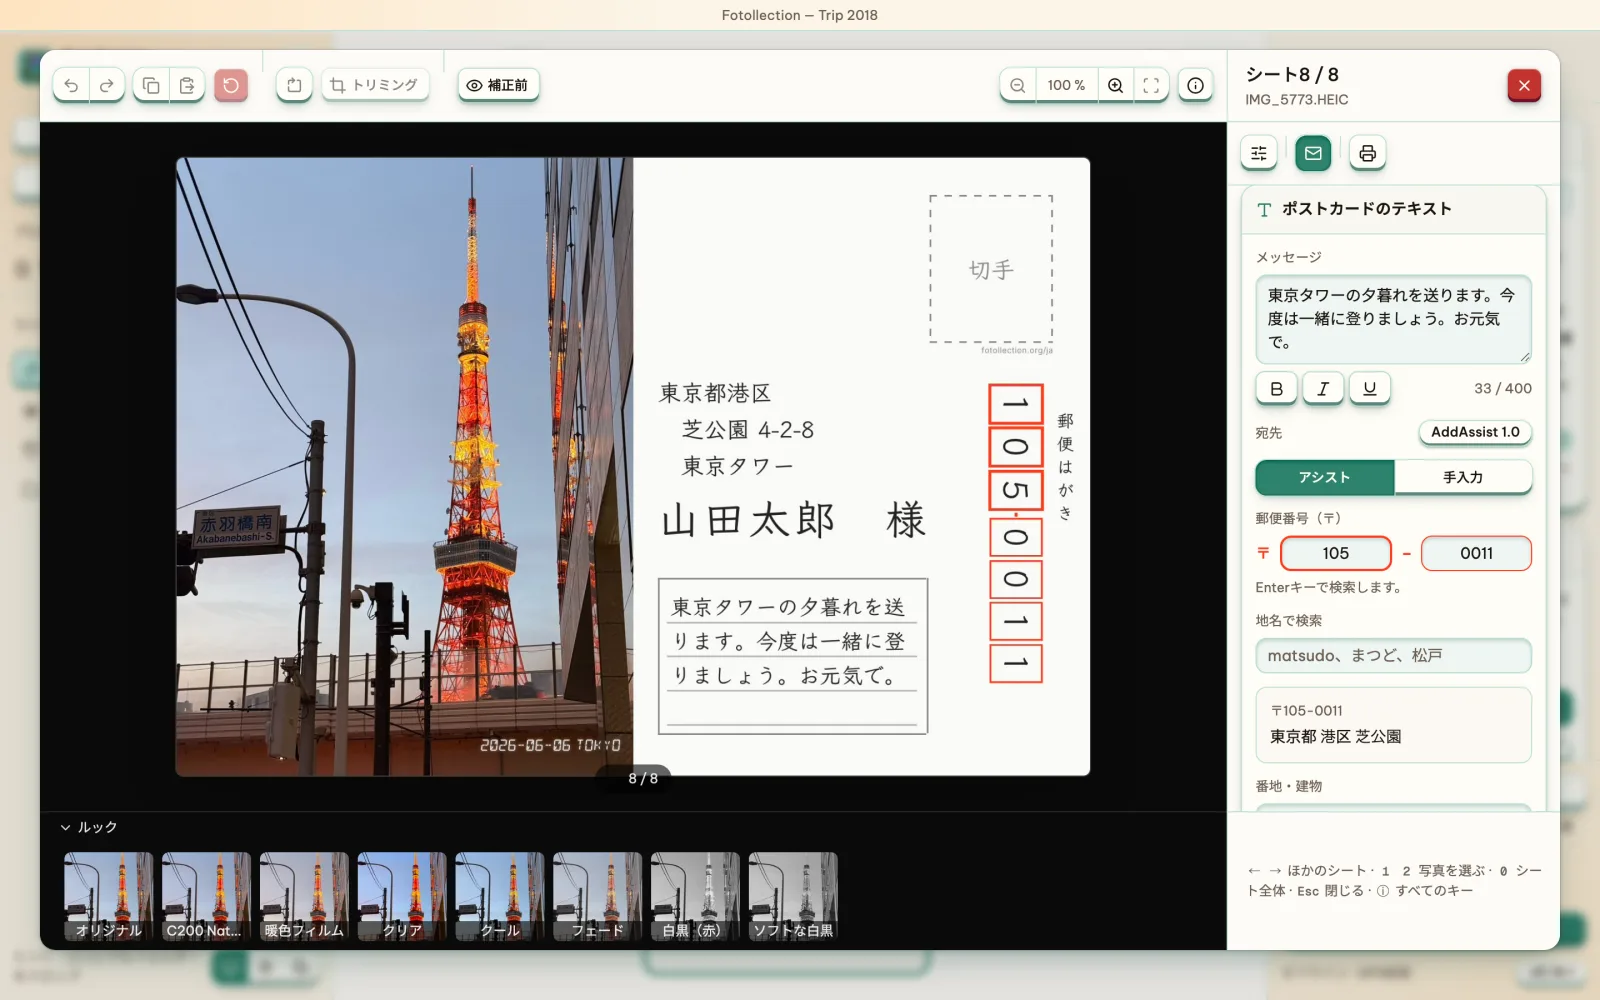 Fotollection — Trip 2018
トリミング
補正前
100 %
シート8 / 8
IMG_5773.HEIC
ポストカードのテキスト
メッセージ
東京タワーの夕暮れを送ります。今
度は一緒に登りましょう。お元気
で。
B I U
33 / 400
宛先
AddAssist 1.0
アシスト
手入力
郵便番号（〒）
〒 105 - 0011
Enterキーで検索します。
地名で検索
matsudo、まつど、松戸
〒105-0011
東京都 港区 芝公園
番地・建物
← → ほかのシート · 1 2 写真を選ぶ · 0 シー
ト全体 · Esc 閉じる · ⓘ すべてのキー
赤羽橋南
Akabanebashi-S.
2026-06-06 TOKYO
切手
fotollection.org/ja
東京都港区
芝公園 4-2-8
東京タワー
山田太郎　様
東京タワーの夕暮れを送
ります。今度は一緒に登
りましょう。お元気で。
105-0011
郵便はがき
8 / 8
ルック
オリジナル
C200 Nat...
暖色フィルム
クリア
クール
フェード
白黒（赤）
ソフトな白黒